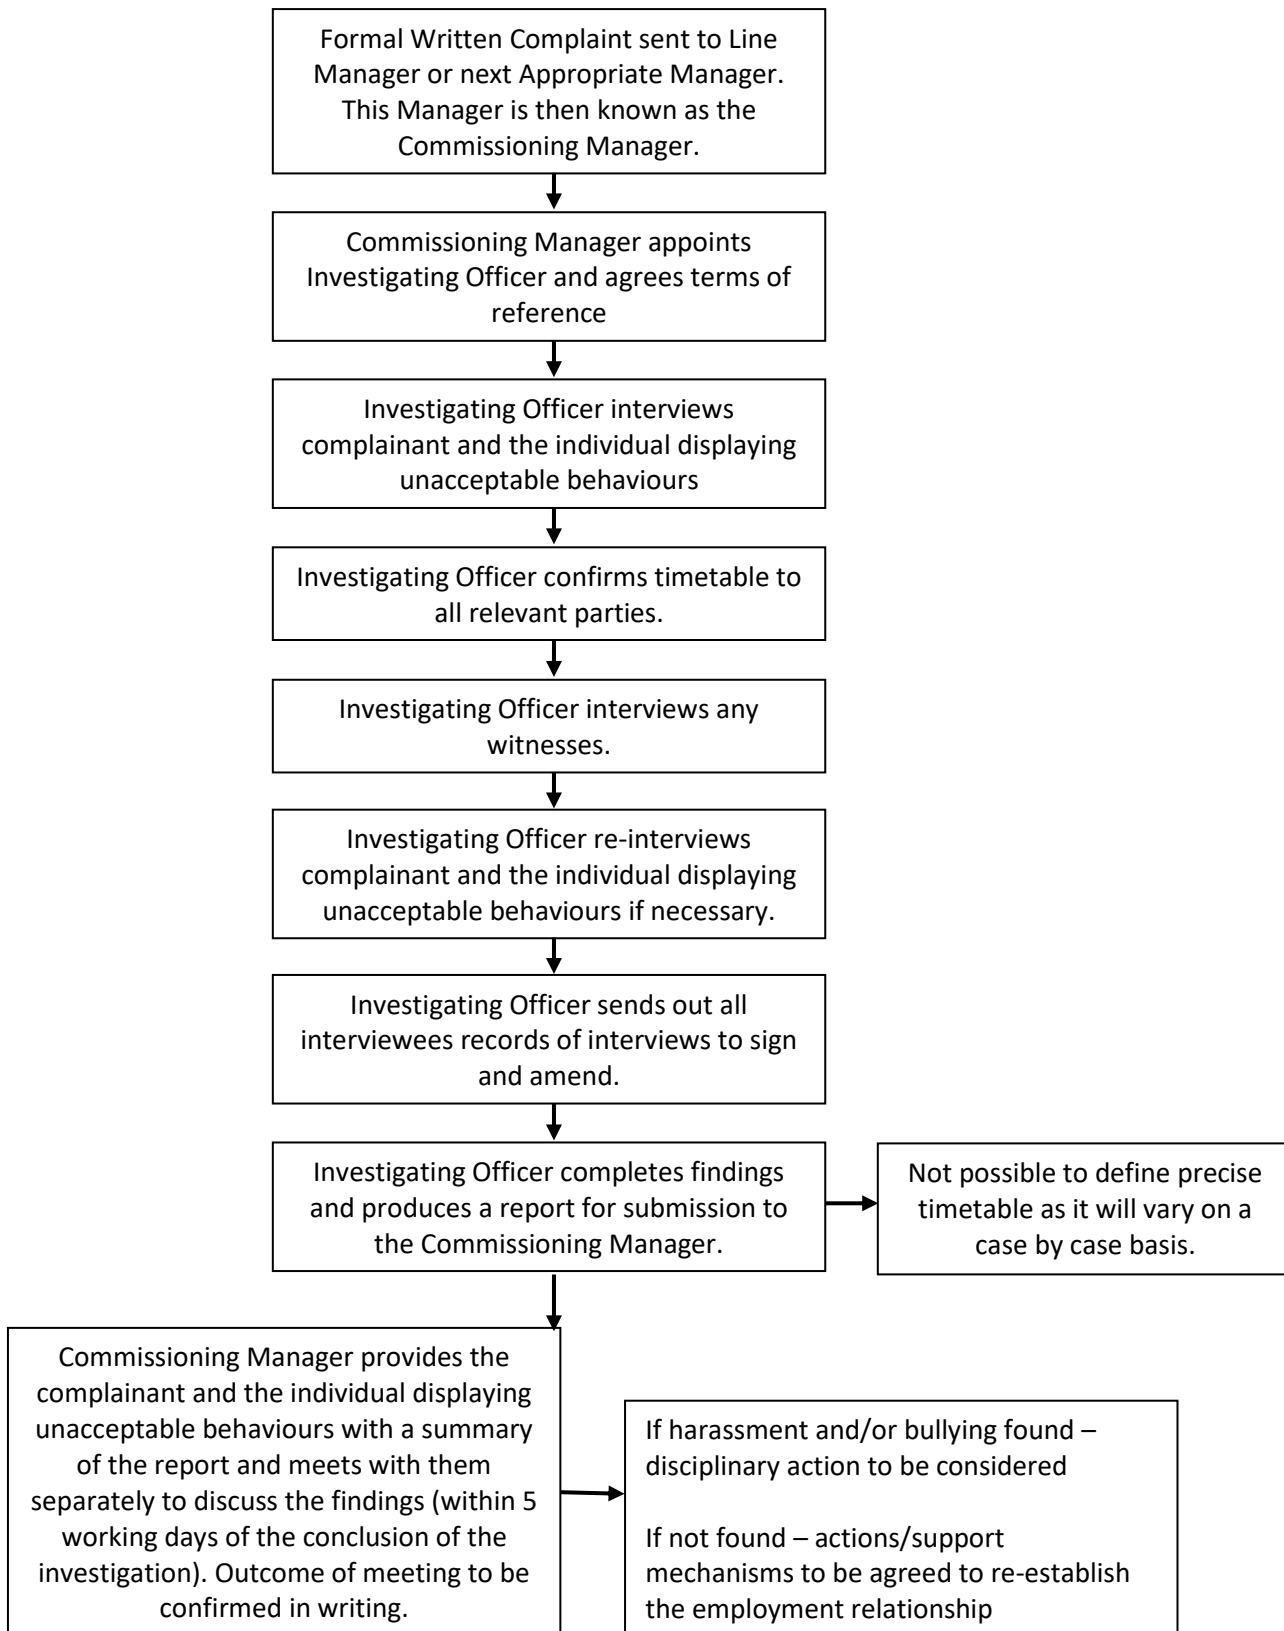 Formal Written Complaint sent to Line
Manager or next Appropriate Manager.
This Manager is then known as the
Commissioning Manager.
Commissioning Manager appoints
Investigating Officer and agrees terms of
reference
Investigating Officer interviews
complainant and the individual displaying
unacceptable behaviours
Investigating Officer confirms timetable to
all relevant parties.
Investigating Officer interviews any
witnesses.
Investigating Officer re-interviews
complainant and the individual displaying
unacceptable behaviours if necessary.
Investigating Officer sends out all
interviewees records of interviews to sign
and amend.
Investigating Officer completes findings
and produces a report for submission to
the Commissioning Manager.
Not possible to define precise
timetable as it will vary on a
case by case basis.
Commissioning Manager provides the
complainant and the individual displaying
unacceptable behaviours with a summary
of the report and meets with them
separately to discuss the findings (within 5
working days of the conclusion of the
investigation). Outcome of meeting to be
confirmed in writing.
If harassment and/or bullying found –
disciplinary action to be considered
If not found – actions/support
mechanisms to be agreed to re-establish
the employment relationship